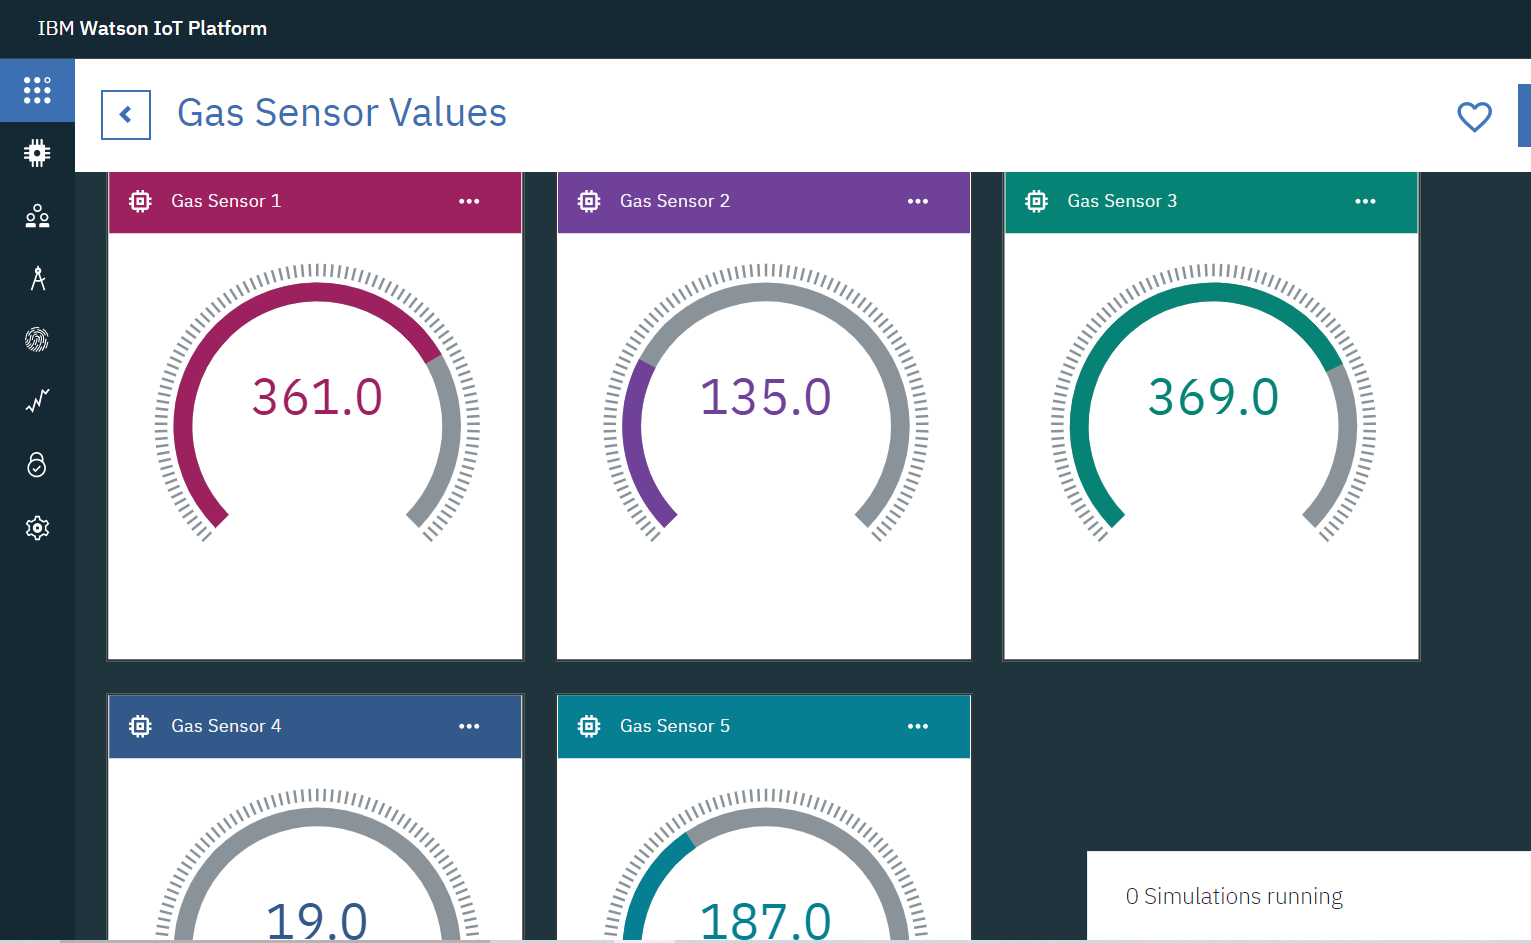 IBM Watson IoT Platform
Gas Sensor Values
Gas Sensor 1
Gas Sensor 2
Gas Sensor 3
361.0
135.0
369.0
Gas Sensor 4
Gas Sensor 5
19.0
187.0
0 Simulations running